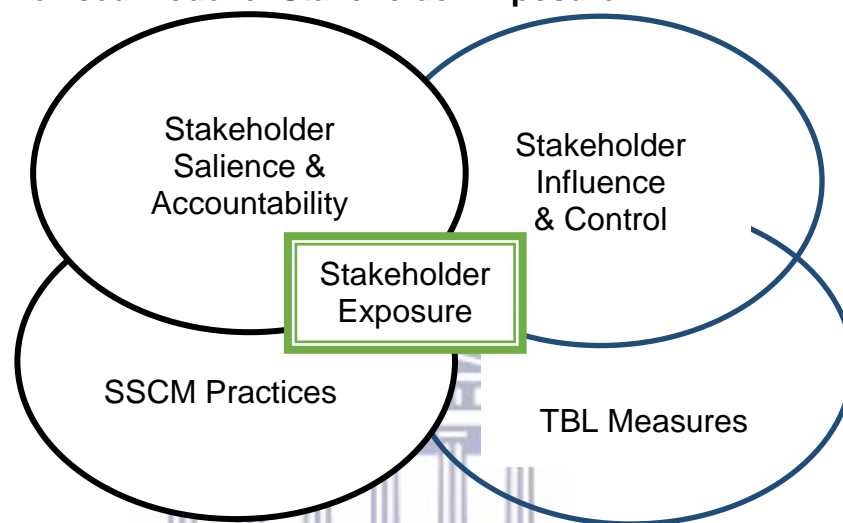 Stakeholder
Salience &
Accountability
Stakeholder
Influence
& Control
Stakeholder
Exposure
SSCM Practices
TBL Measures